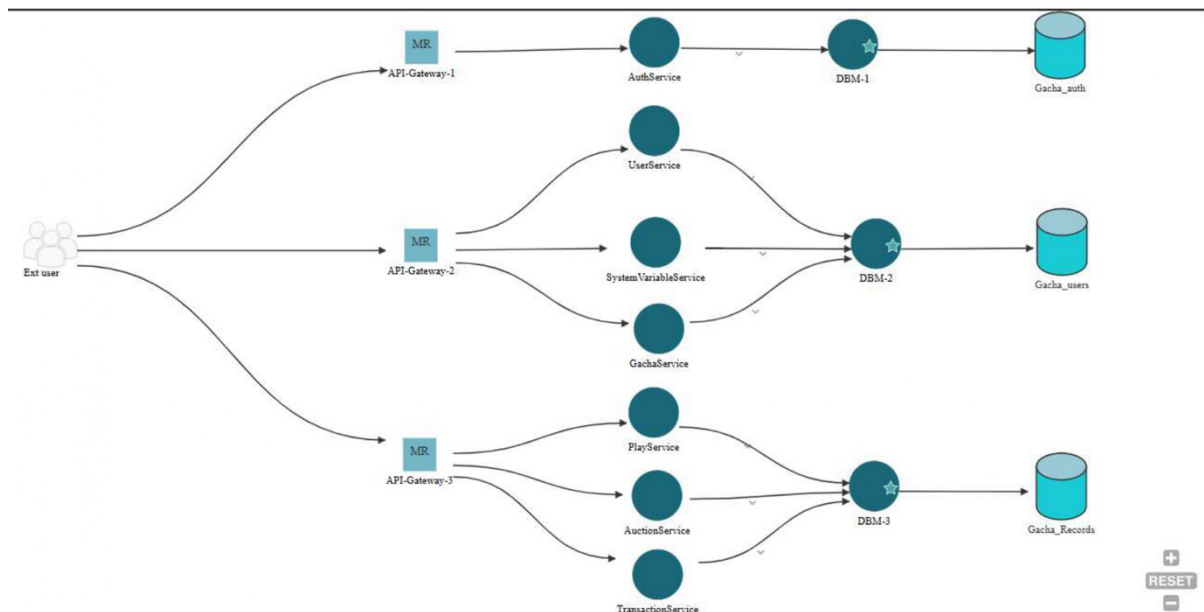 MR
API-Gateway-1
AuthService
DBM-1
Gacha_auth
UserService
Ext user
MR
API-Gateway-2
SystemVariableService
DBM-2
Gacha_users
GachaService
PlayService
MR
API-Gateway-3
AuctionService
DBM-3
Gacha_Records
TransactionService
RESET